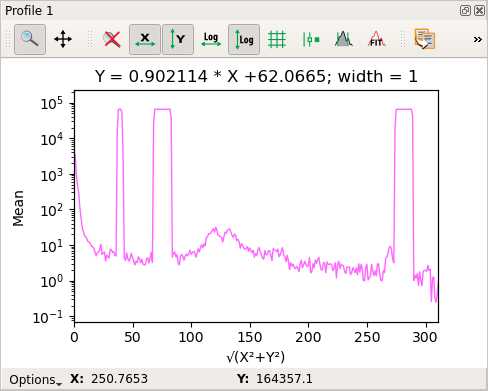 Profile 1
X Y Log Log FIT »
Y = 0.902114 * X +62.0665; width = 1
10⁵
10⁴
10³
10²
10¹
10⁰
10⁻¹
Mean
0 50 100 150 200 250 300
√(X²+Y²)
Options X: 250.7653 Y: 164357.1